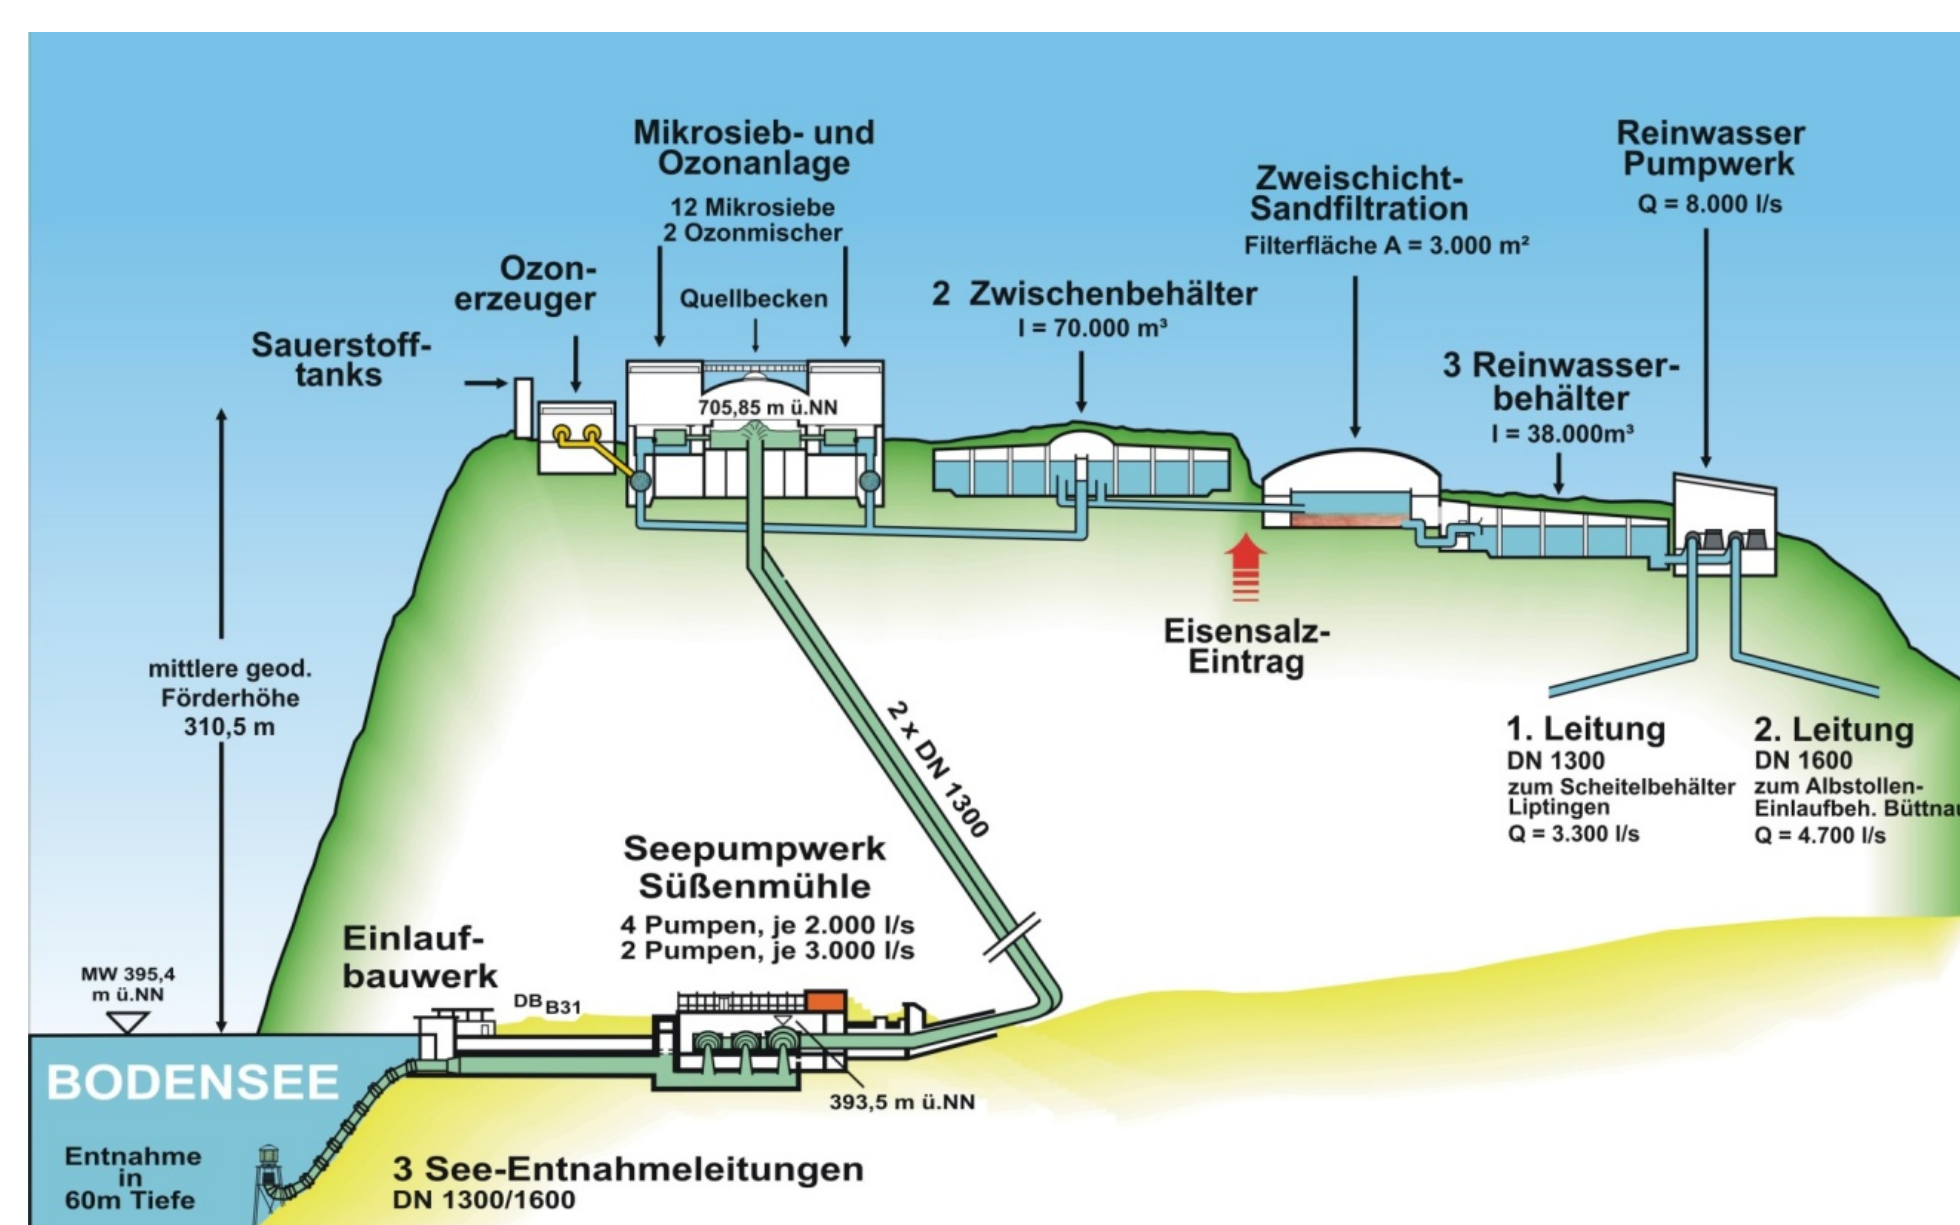 Mikrosieb- und
Ozonanlage
12 Mikrosiebe
2 Ozonmischer
Quellbecken
705,85 m ü.NN
Ozon-
erzeuger
Sauerstoff-
tanks
2 Zwischenbehälter
I = 70.000 m³
Zweischicht-
Sandfiltration
Filterfläche A = 3.000 m²
Reinwasser
Pumpwerk
Q = 8.000 l/s
3 Reinwasser-
behälter
I = 38.000m³
Eisensalz-
Eintrag
mittlere geod.
Förderhöhe
310,5 m
2 x DN 1300
1. Leitung
DN 1300
zum Scheitelbehälter
Liptingen
Q = 3.300 l/s
2. Leitung
DN 1600
zum Albstollen-
Einlaufbeh. Büttnau
Q = 4.700 l/s
Seepumpwerk
Süßenmühle
4 Pumpen, je 2.000 l/s
2 Pumpen, je 3.000 l/s
Einlauf-
bauwerk
MW 395,4
m ü.NN
DB B31
393,5 m ü.NN
BODENSEE
Entnahme
in
60m Tiefe
3 See-Entnahmeleitungen
DN 1300/1600